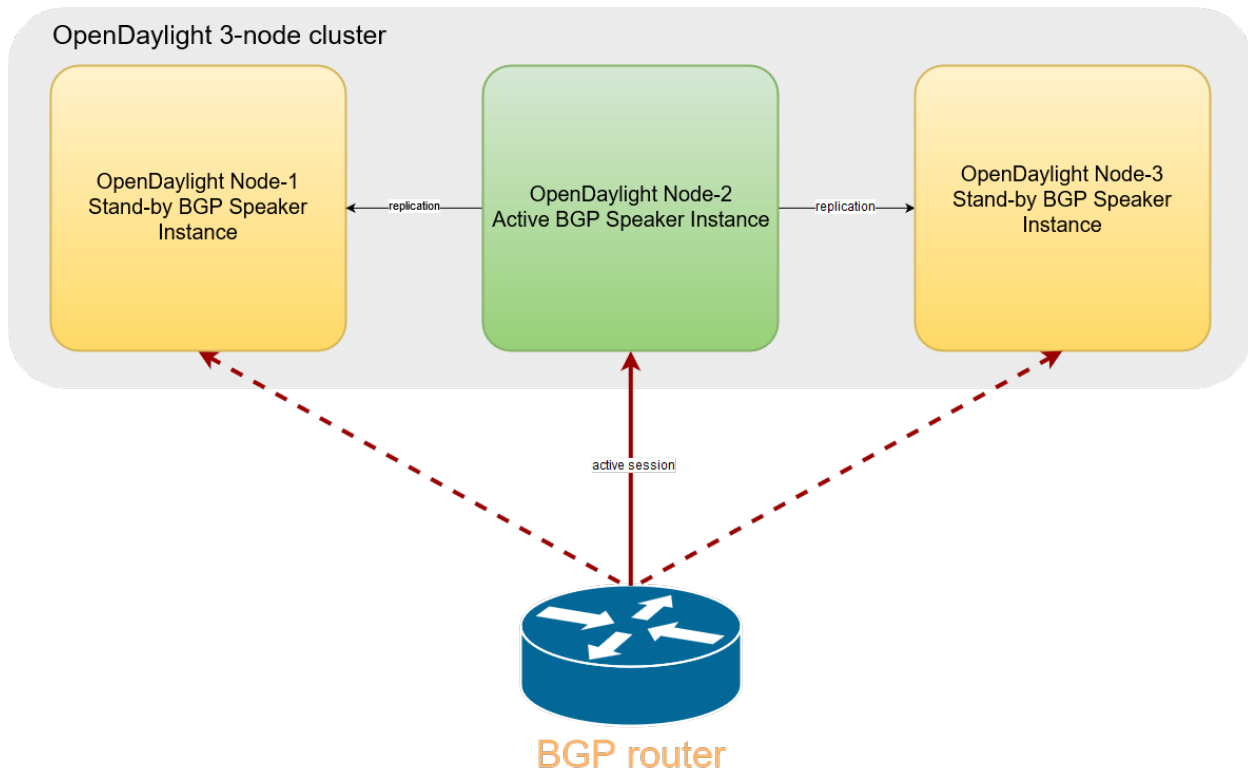 OpenDaylight 3-node cluster
OpenDaylight Node-1
Stand-by BGP Speaker
Instance
replication
OpenDaylight Node-2
Active BGP Speaker Instance
replication
OpenDaylight Node-3
Stand-by BGP Speaker
Instance
active session
BGP router